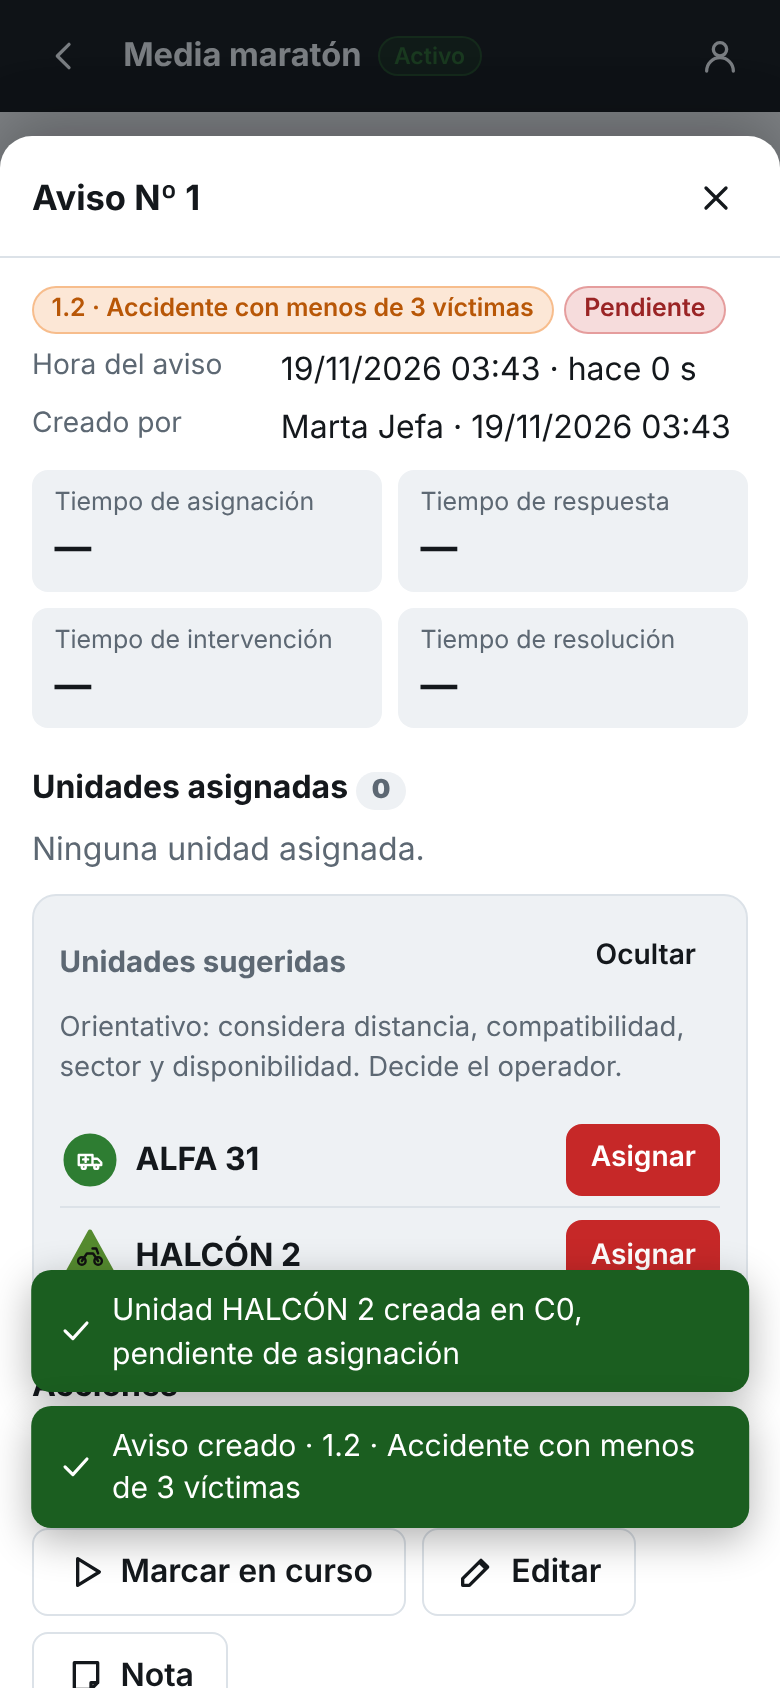 Media maratón Activo
Aviso Nº 1
1.2 · Accidente con menos de 3 víctimas Pendiente
Hora del aviso 19/11/2026 03:43 · hace 0 s
Creado por Marta Jefa · 19/11/2026 03:43
Tiempo de asignación Tiempo de respuesta
— —
Tiempo de intervención Tiempo de resolución
— —
Unidades asignadas 0
Ninguna unidad asignada.
Unidades sugeridas Ocultar
Orientativo: considera distancia, compatibilidad,
sector y disponibilidad. Decide el operador.
ALFA 31 Asignar
HALCÓN 2 Asignar
Unidad HALCÓN 2 creada en C0,
pendiente de asignación
Aviso creado · 1.2 · Accidente con menos
de 3 víctimas
Marcar en curso Editar
Nota